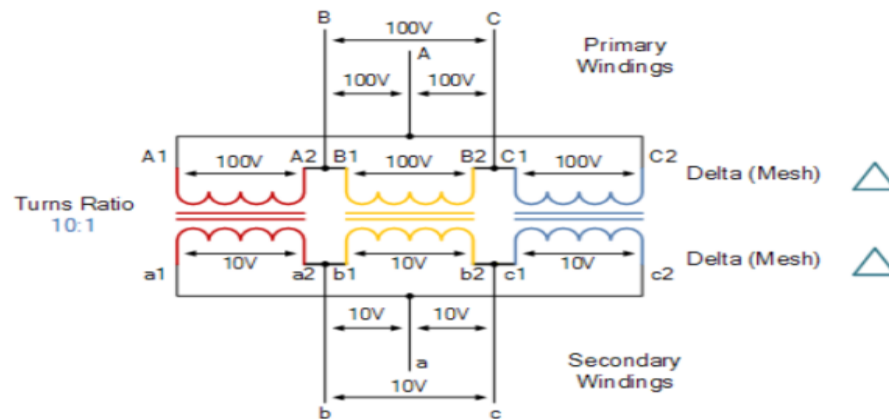 B C
100V
A
Primary
Windings
100V 100V
A1 A2 B1 B2 C1 C2
100V 100V 100V
Delta (Mesh)
Turns Ratio
10:1
10V 10V 10V
Delta (Mesh)
a1 a2 b1 b2 c1 c2
10V 10V
a
Secondary
Windings
10V
b c